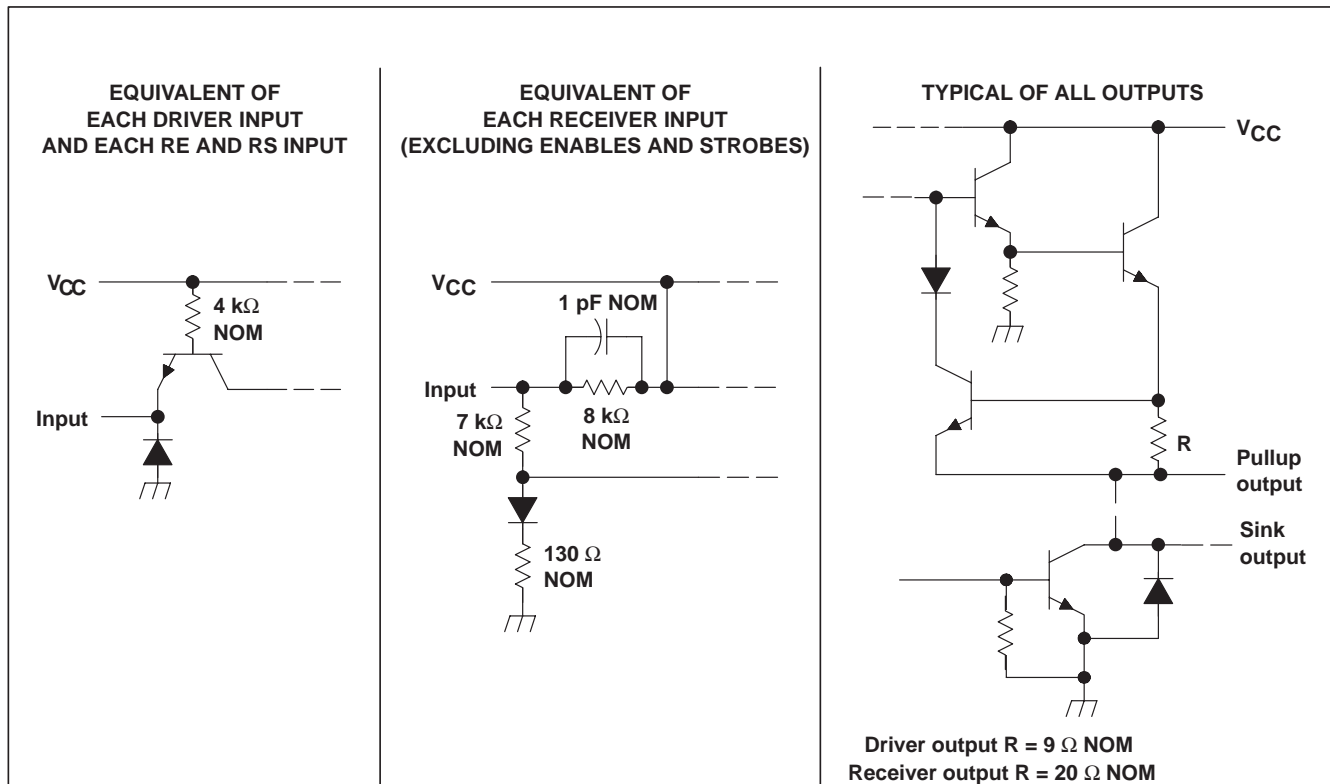 EQUIVALENT OF
EACH DRIVER INPUT
AND EACH RE AND RS INPUT
VCC
4 kΩ
NOM
Input
EQUIVALENT OF
EACH RECEIVER INPUT
(EXCLUDING ENABLES AND STROBES)
VCC
1 pF NOM
Input
7 kΩ
NOM
8 kΩ
NOM
130 Ω
NOM
TYPICAL OF ALL OUTPUTS
VCC
R
Pullup
output
Sink
output
Driver output R = 9 Ω NOM
Receiver output R = 20 Ω NOM